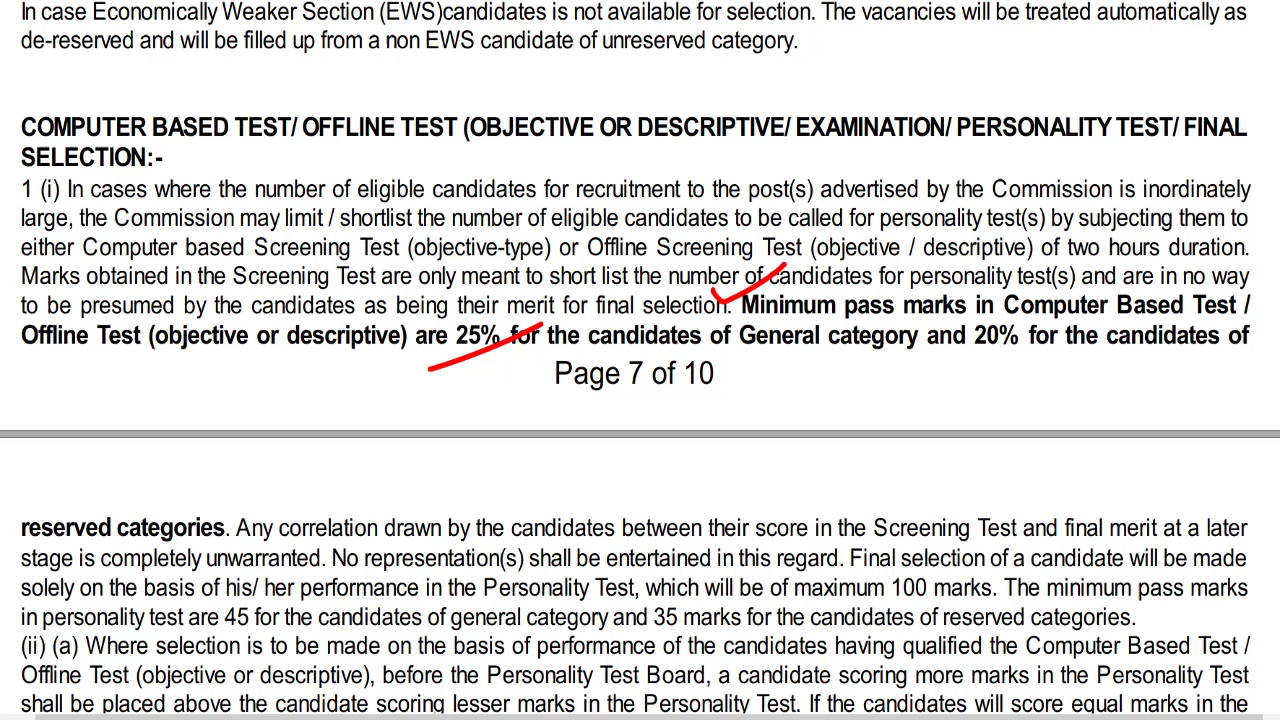 In case Economically Weaker Section (EWS)candidates is not available for selection. The vacancies will be treated automatically as
de-reserved and will be filled up from a non EWS candidate of unreserved category.
COMPUTER BASED TEST/ OFFLINE TEST (OBJECTIVE OR DESCRIPTIVE/ EXAMINATION/ PERSONALITY TEST/ FINAL
SELECTION:-
1 (i) In cases where the number of eligible candidates for recruitment to the post(s) advertised by the Commission is inordinately
large, the Commission may limit / shortlist the number of eligible candidates to be called for personality test(s) by subjecting them to
either Computer based Screening Test (objective-type) or Offline Screening Test (objective / descriptive) of two hours duration.
Marks obtained in the Screening Test are only meant to short list the number of candidates for personality test(s) and are in no way
to be presumed by the candidates as being their merit for final selection. Minimum pass marks in Computer Based Test /
Offline Test (objective or descriptive) are 25% for the candidates of General category and 20% for the candidates of
Page 7 of 10
reserved categories. Any correlation drawn by the candidates between their score in the Screening Test and final merit at a later
stage is completely unwarranted. No representation(s) shall be entertained in this regard. Final selection of a candidate will be made
solely on the basis of his/ her performance in the Personality Test, which will be of maximum 100 marks. The minimum pass marks
in personality test are 45 for the candidates of general category and 35 marks for the candidates of reserved categories.
(ii) (a) Where selection is to be made on the basis of performance of the candidates having qualified the Computer Based Test /
Offline Test (objective or descriptive), before the Personality Test Board, a candidate scoring more marks in the Personality Test
shall be placed above the candidate scoring lesser marks in the Personality Test. If the candidates will score equal marks in the